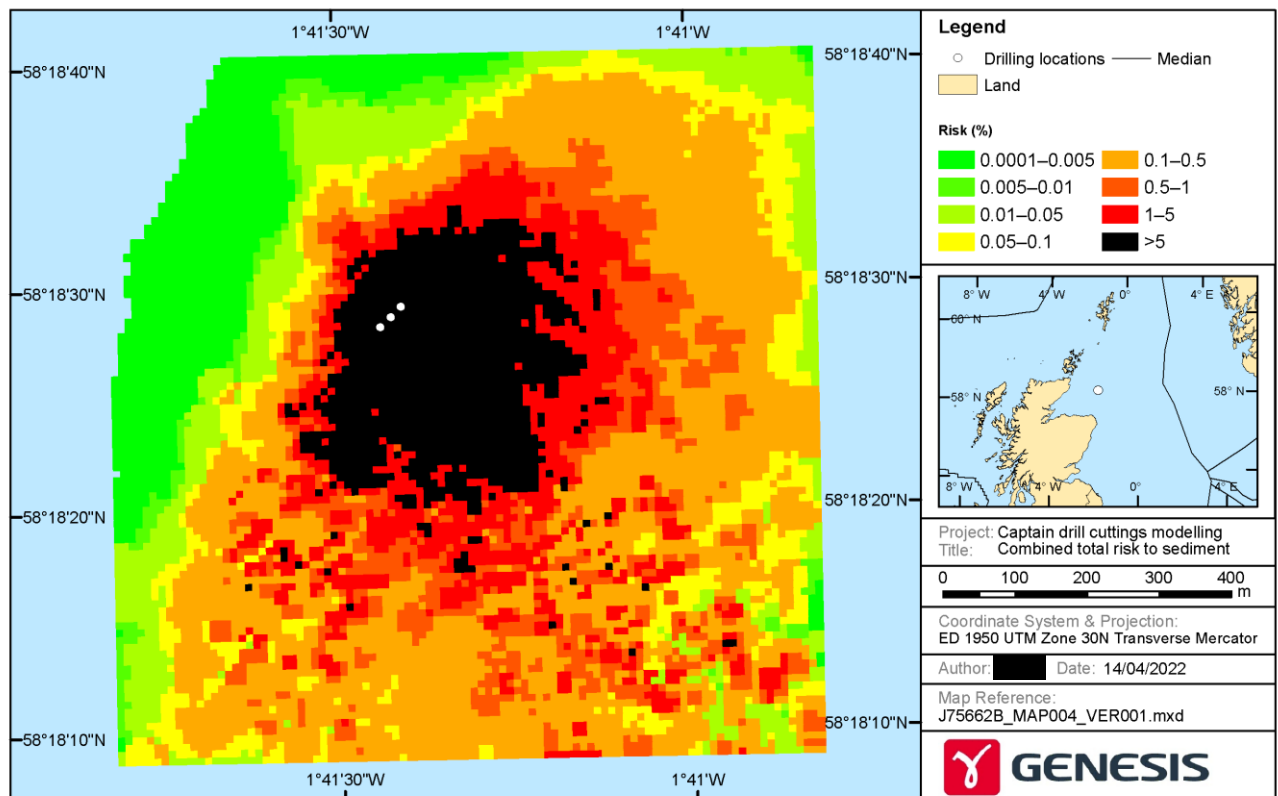 1°41'30"W
1°41'W
58°18'40"N
58°18'40"N
58°18'30"N
58°18'30"N
58°18'20"N
58°18'20"N
58°18'10"N
58°18'10"N
1°41'30"W
1°41'W
Legend
Drilling locations
Median
Land
Risk (%)
0.0001–0.005
0.1–0.5
0.005–0.01
0.5–1
0.01–0.05
1–5
0.05–0.1
>5
8° W
4° W
0°
4° E
60° N
58° N
58° N
8° W
4° W
0°
4° E
Project: Captain drill cuttings modelling
Title: Combined total risk to sediment
0 100 200 300 400
m
Coordinate System & Projection:
ED 1950 UTM Zone 30N Transverse Mercator
Author: Date: 14/04/2022
Map Reference:
J75662B_MAP004_VER001.mxd
GENESIS